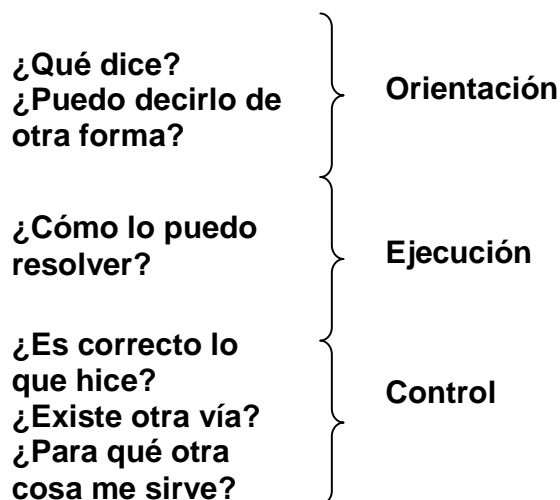 ¿Qué dice?
¿Puedo decirlo de
otra forma?
Orientación
¿Cómo lo puedo
resolver?
Ejecución
¿Es correcto lo
que hice?
¿Existe otra vía?
¿Para qué otra
cosa me sirve?
Control